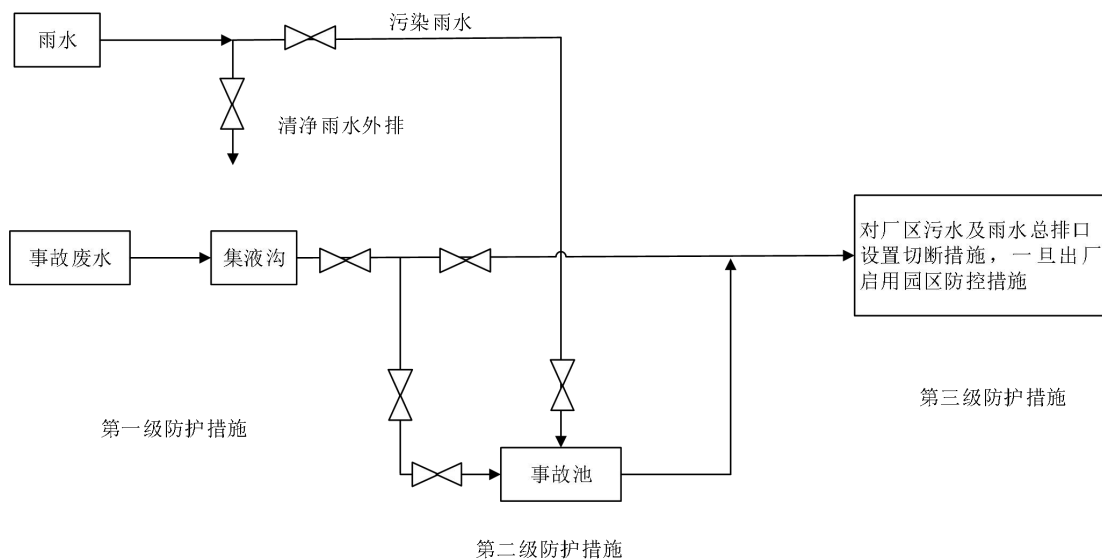 雨水
污染雨水
清净雨水外排
事故废水
集液沟
对厂区污水及雨水总排口
设置切断措施，一旦出厂
启用园区防控措施
第一级防护措施
第三级防护措施
事故池
第二级防护措施